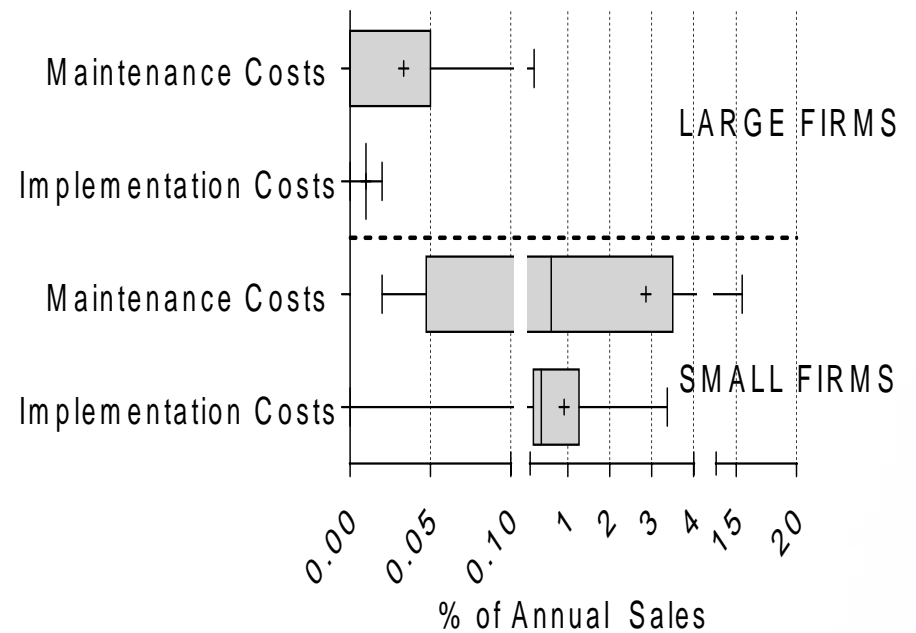 Maintenance Costs
LARGE FIRMS
Implementation Costs
Maintenance Costs
SMALL FIRMS
Implementation Costs
0.00 0.05 0.10 1 2 3 4 15 20
% of Annual Sales